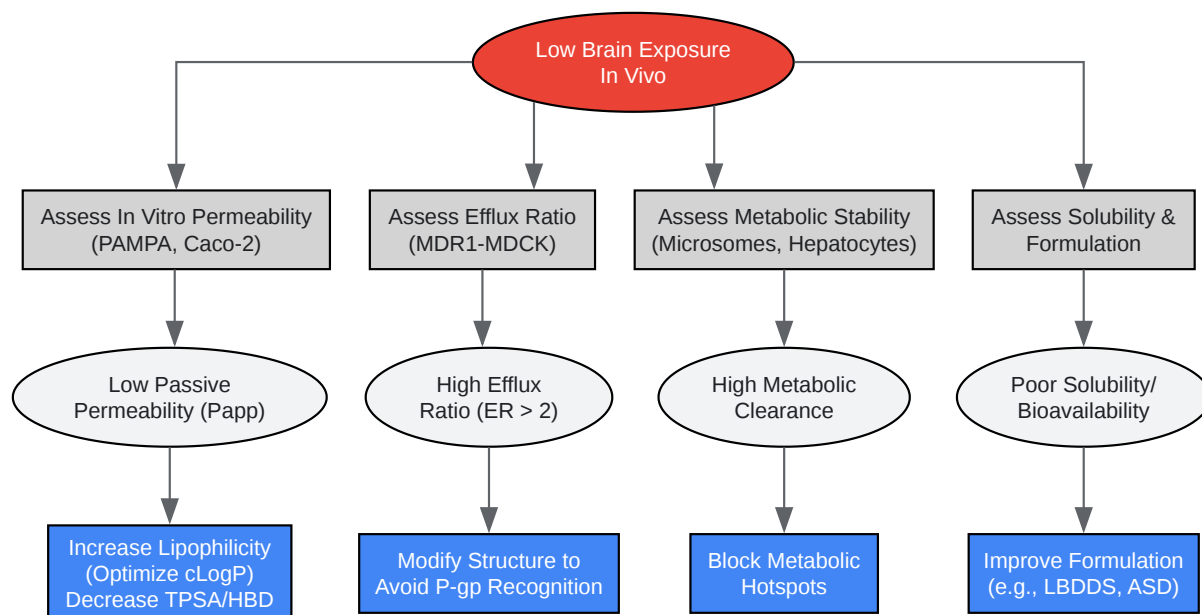 Low Brain Exposure
In Vivo
Assess In Vitro Permeability
(PAMPA, Caco-2)
Assess Efflux Ratio
(MDR1-MDCK)
Assess Metabolic Stability
(Microsomes, Hepatocytes)
Assess Solubility &
Formulation
Low Passive
Permeability (Papp)
High Efflux
Ratio (ER > 2)
High Metabolic
Clearance
Poor Solubility/
Bioavailability
Increase Lipophilicity
(Optimize cLogP)
Decrease TPSA/HBD
Modify Structure to
Avoid P-gp Recognition
Block Metabolic
Hotspots
Improve Formulation
(e.g., LBDDS, ASD)